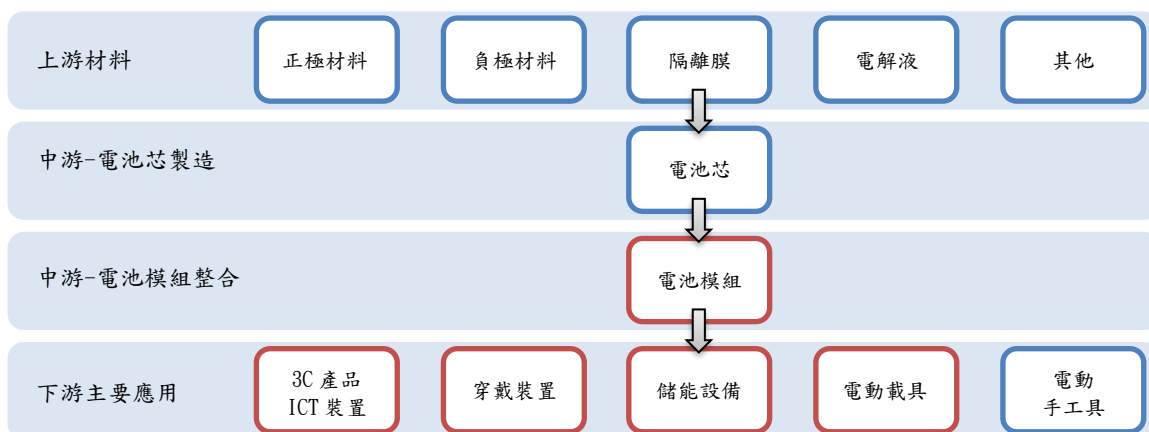 上游材料
正極材料
負極材料
隔離膜
電解液
其他
中游-電池芯製造
電池芯
中游-電池模組整合
電池模組
下游主要應用
3C 產品
ICT 裝置
穿戴裝置
儲能設備
電動載具
電動
手工具